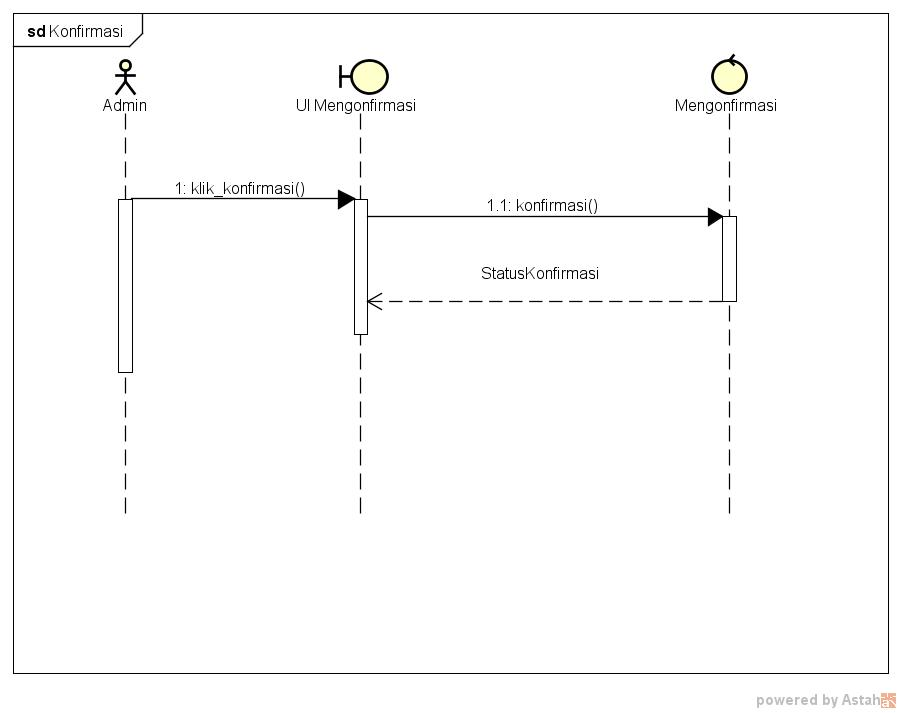 sd Konfirmasi
Admin
UI Mengonfirmasi
Mengonfirmasi
1: klik_konfirmasi()
1.1: konfirmasi()
StatusKonfirmasi
powered by Astah